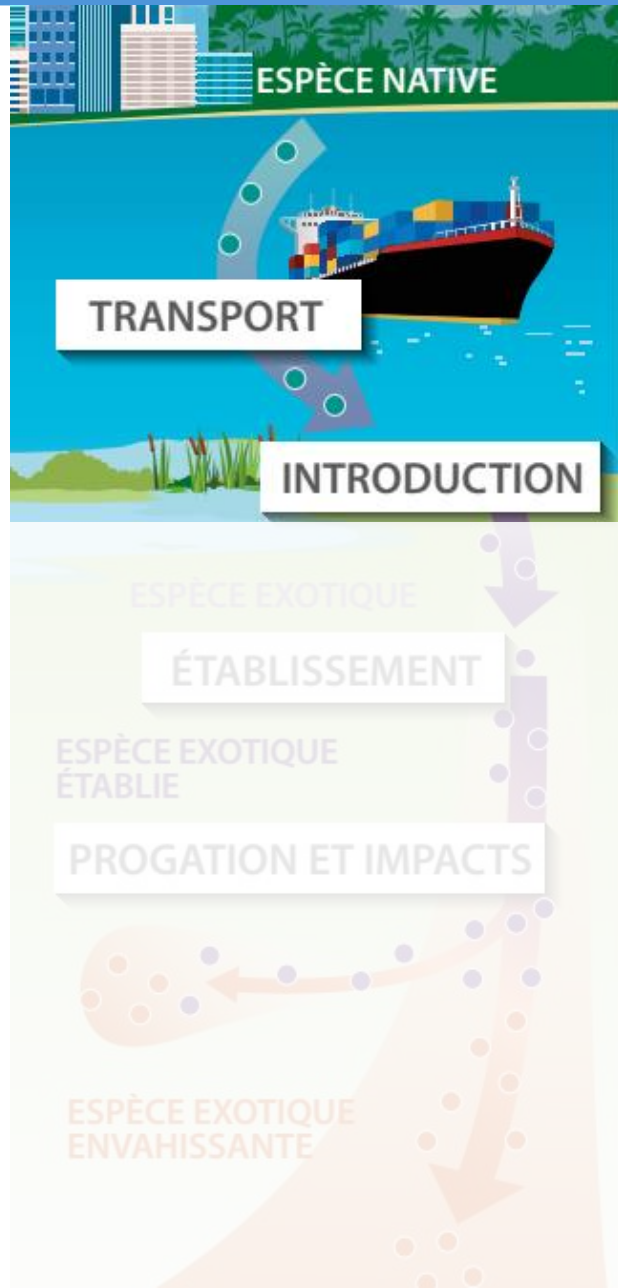 ESPÈCE NATIVE
TRANSPORT
INTRODUCTION
ESPÈCE EXOTIQUE
ÉTABLISSEMENT
ESPÈCE EXOTIQUE
ÉTABLIE
PROGATION ET IMPACTS
ESPÈCE EXOTIQUE
ENVAHISSANTE